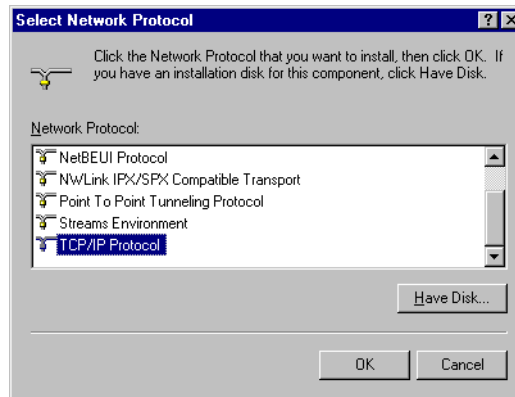 Select Network Protocol
Click the Network Protocol that you want to install, then click OK. If
you have an installation disk for this component, click Have Disk.
Network Protocol:
NetBEUI Protocol
NWLink IPX/SPX Compatible Transport
Point To Point Tunneling Protocol
Streams Environment
TCP/IP Protocol
Have Disk...
OK
Cancel